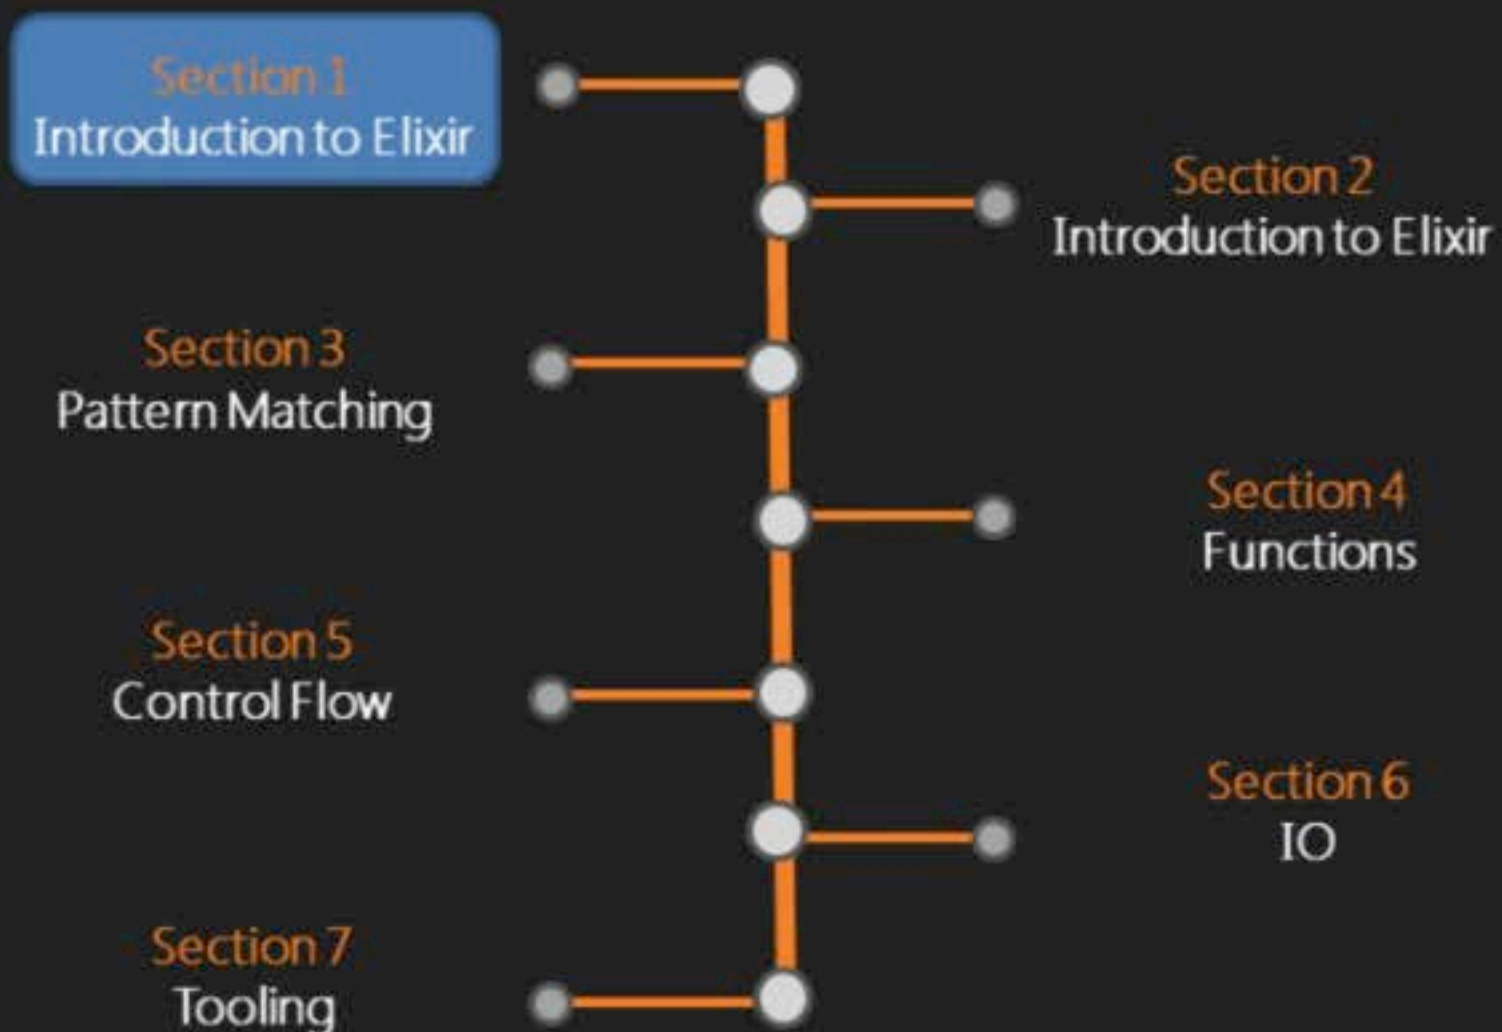 Section 1
Introduction to Elixir
Section 2
Introduction to Elixir
Section 3
Pattern Matching
Section 4
Functions
Section 5
Control Flow
Section 6
IO
Section 7
Tooling